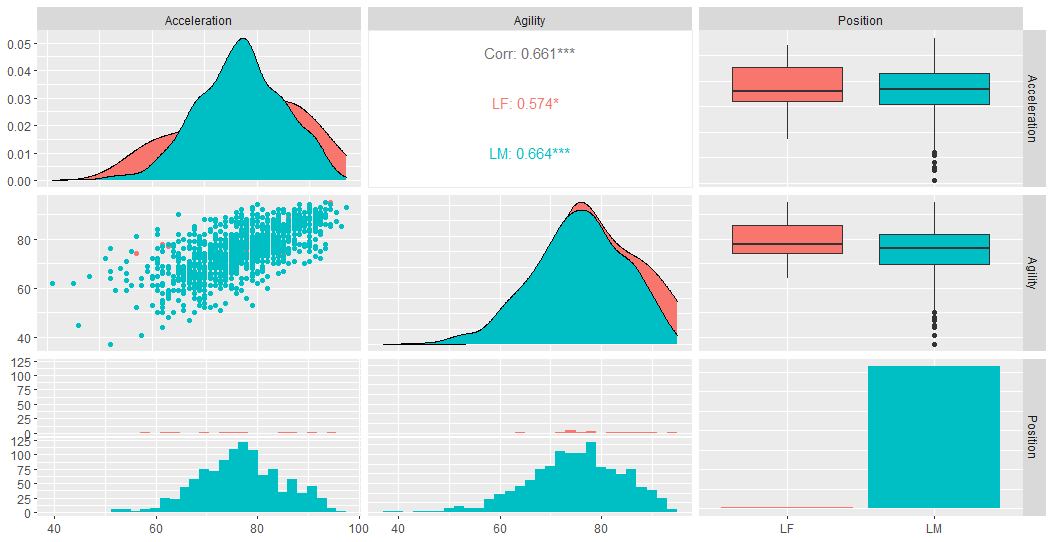 Acceleration
Agility
Position
0.05
0.04
0.03
0.02
0.01
0.00
Corr: 0.661***
LF: 0.574*
LM: 0.664***
Acceleration
80
60
40
Agility
125
100
75
50
25
0
125
100
75
50
25
0
Position
40 60 80 100
40 60 80
LF LM